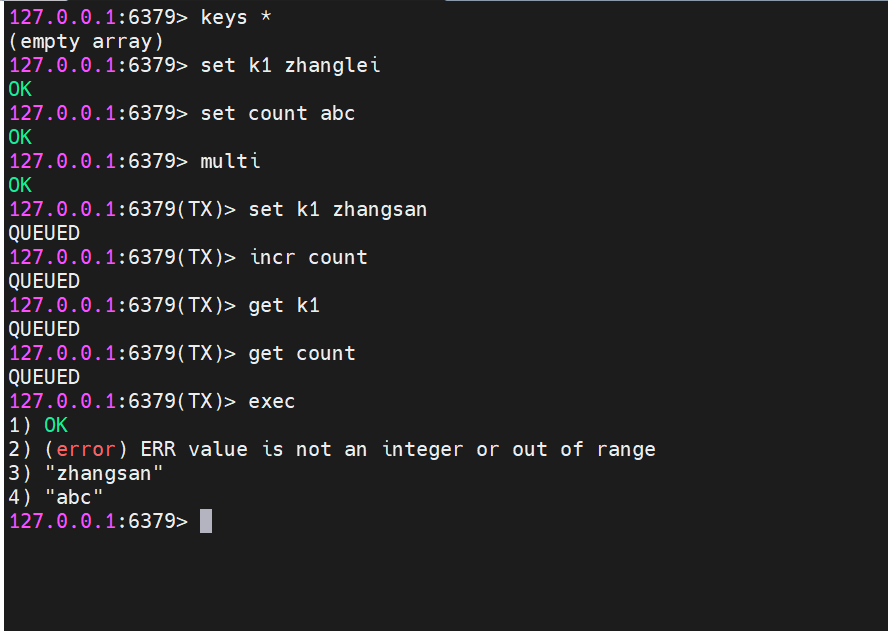 127.0.0.1:6379> keys *
(empty array)
127.0.0.1:6379> set k1 zhanglei
OK
127.0.0.1:6379> set count abc
OK
127.0.0.1:6379> multi
OK
127.0.0.1:6379(TX)> set k1 zhangsan
QUEUED
127.0.0.1:6379(TX)> incr count
QUEUED
127.0.0.1:6379(TX)> get k1
QUEUED
127.0.0.1:6379(TX)> get count
QUEUED
127.0.0.1:6379(TX)> exec
1) OK
2) (error) ERR value is not an integer or out of range
3) "zhangsan"
4) "abc"
127.0.0.1:6379>